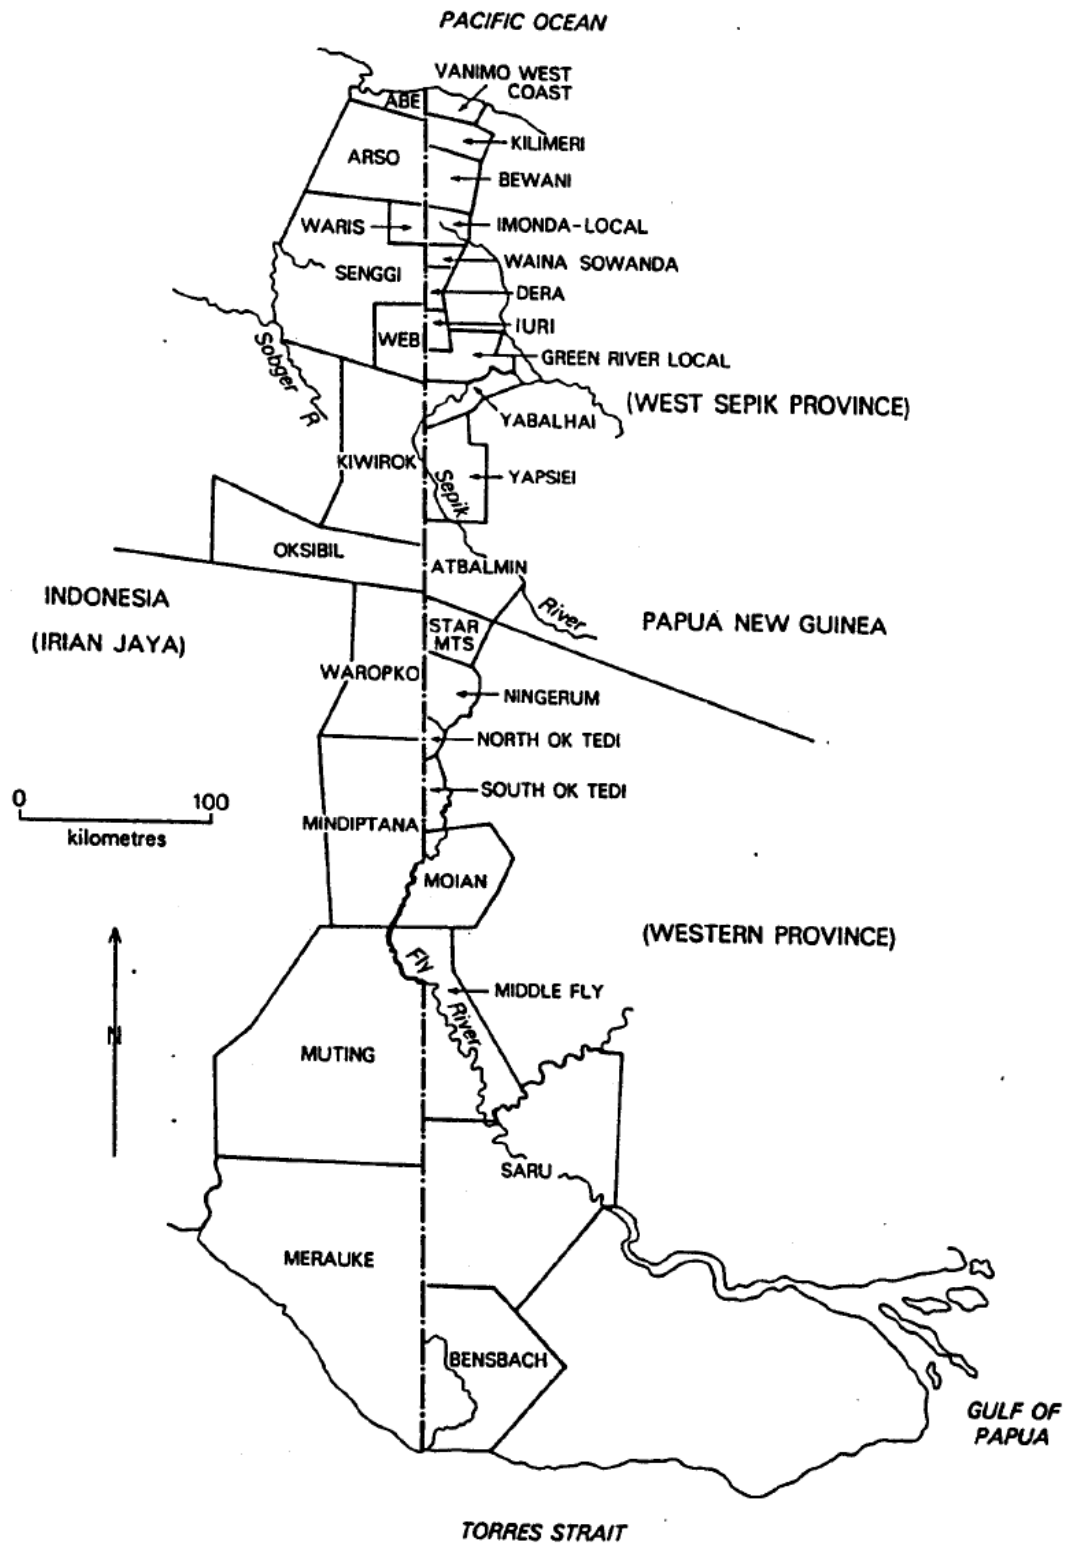 PACIFIC OCEAN
VANIMO WEST
COAST
ABE
KILIMERI
ARSO
BEWANI
WARIS
IMONDA-LOCAL
WAINA SOWANDA
SENGGI
DERA
IURI
WEB
GREEN RIVER LOCAL
Sobger R
(WEST SEPIK PROVINCE)
YABALHAI
KIWIROK
Sepik
YAPSIEI
OKSIBIL
ATBALMIN
INDONESIA
(IRIAN JAYA)
River
PAPUA NEW GUINEA
STAR
MTS
WAROPKO
NINGERUM
NORTH OK TEDI
SOUTH OK TEDI
0 100
kilometres
MINDIPTANA
MOIAN
(WESTERN PROVINCE)
Fly
River
MIDDLE FLY
N
MUTING
SARU
MERAUKE
BENSBACH
GULF OF
PAPUA
TORRES STRAIT